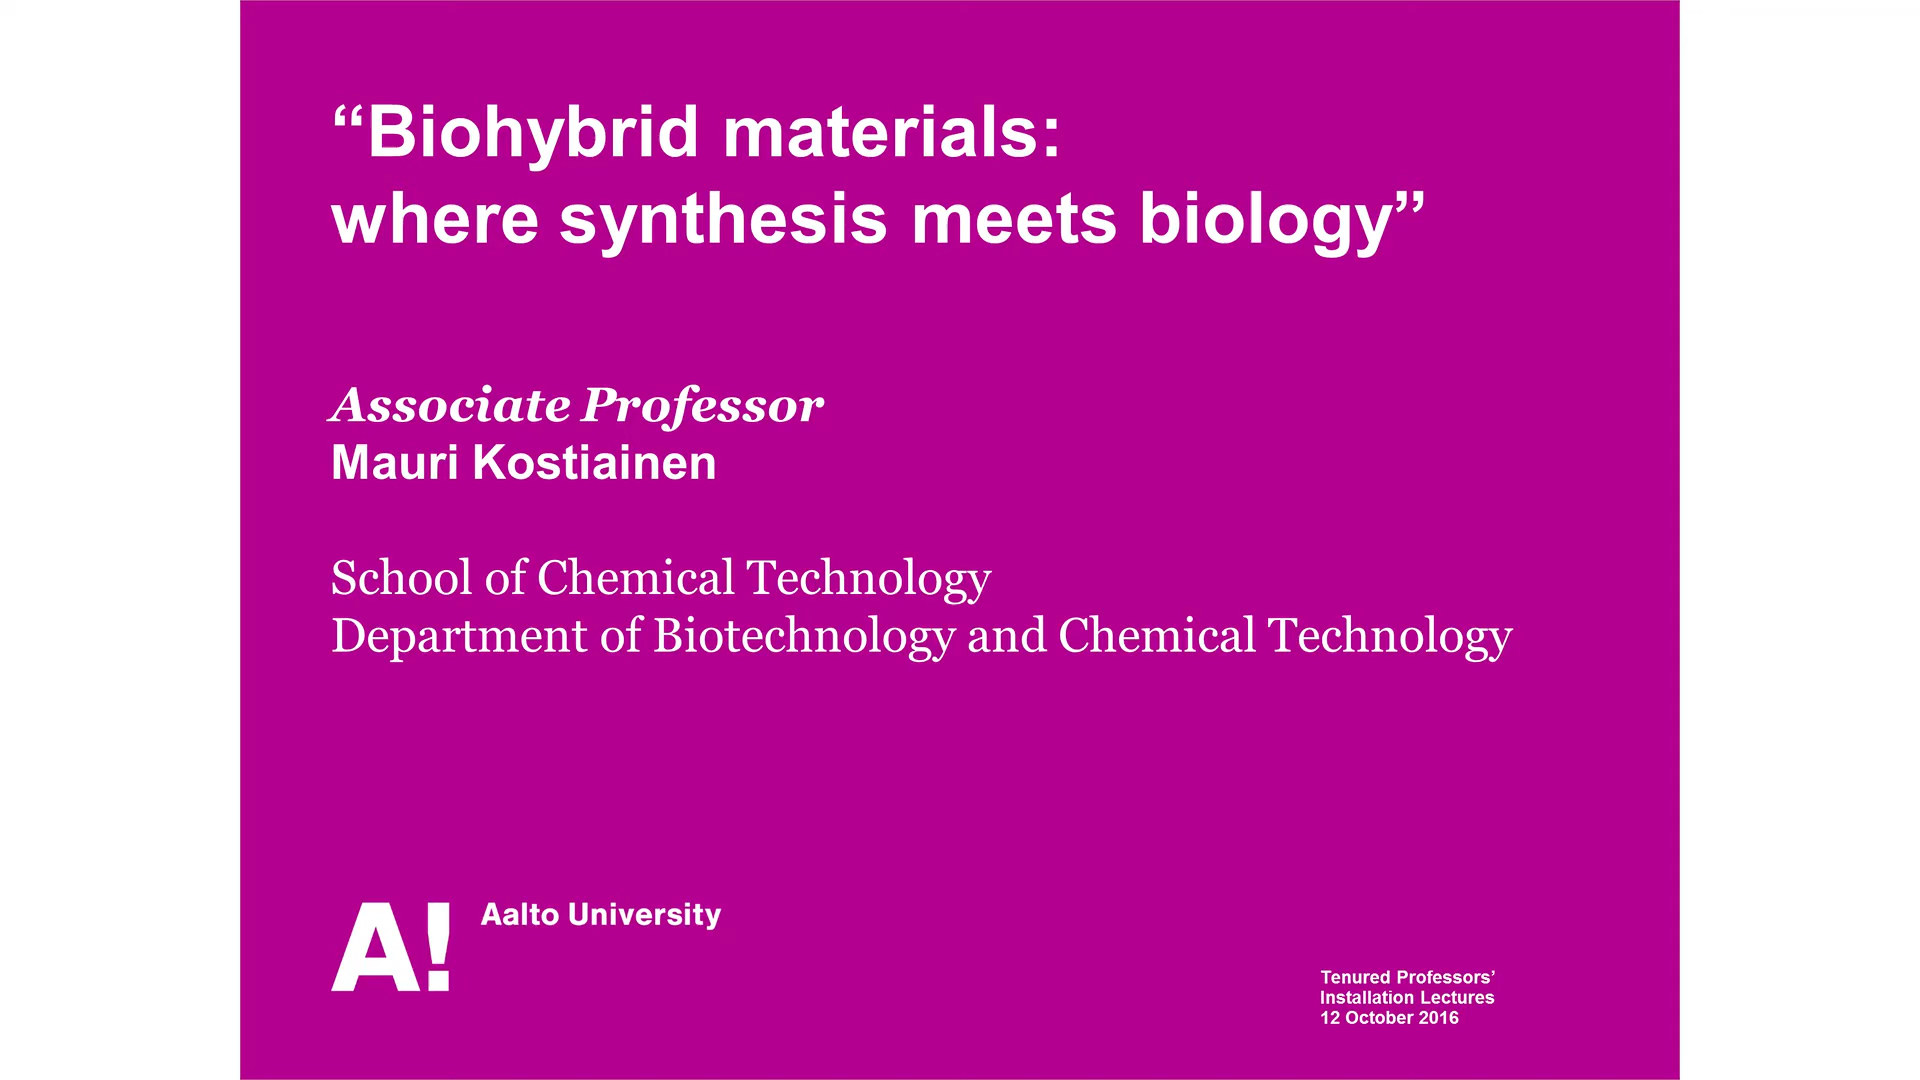 “Biohybrid materials:
where synthesis meets biology”
Associate Professor
Mauri Kostiainen
School of Chemical Technology
Department of Biotechnology and Chemical Technology
A!
Aalto University
Tenured Professors’
Installation Lectures
12 October 2016